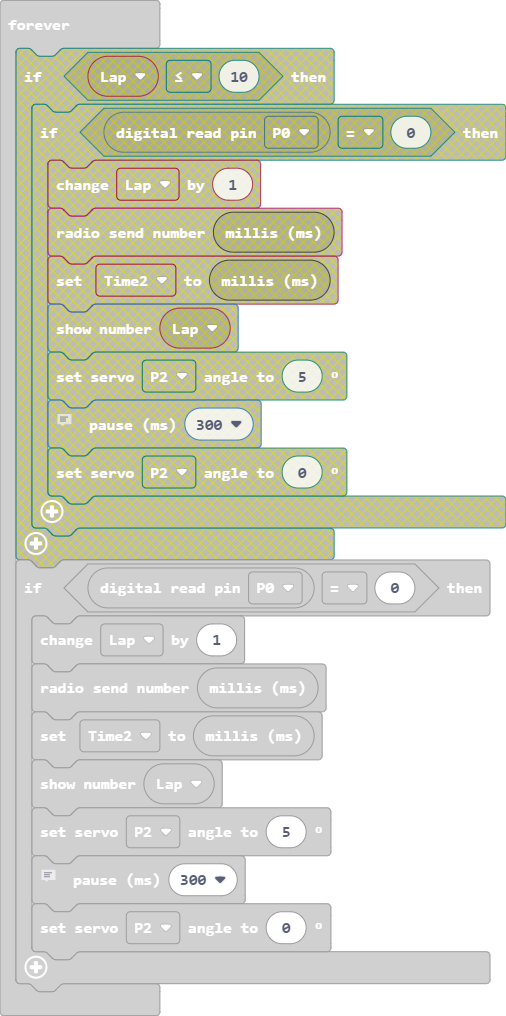 forever
if Lap ≤ 10 then
if digital read pin P0 = 0 then
change Lap by 1
radio send number millis (ms)
set Time2 to millis (ms)
show number Lap
set servo P2 angle to 5 °
pause (ms) 300
set servo P2 angle to 0 °
if digital read pin P0 = 0 then
change Lap by 1
radio send number millis (ms)
set Time2 to millis (ms)
show number Lap
set servo P2 angle to 5 °
pause (ms) 300
set servo P2 angle to 0 °